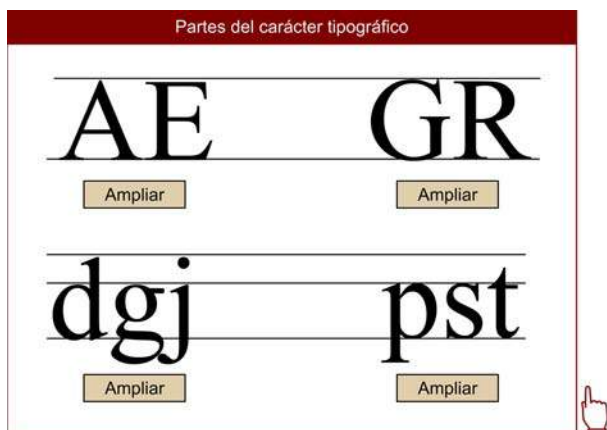 Partes del carácter tipográfico
AE GR
Ampliar Ampliar
dgj pst
Ampliar Ampliar